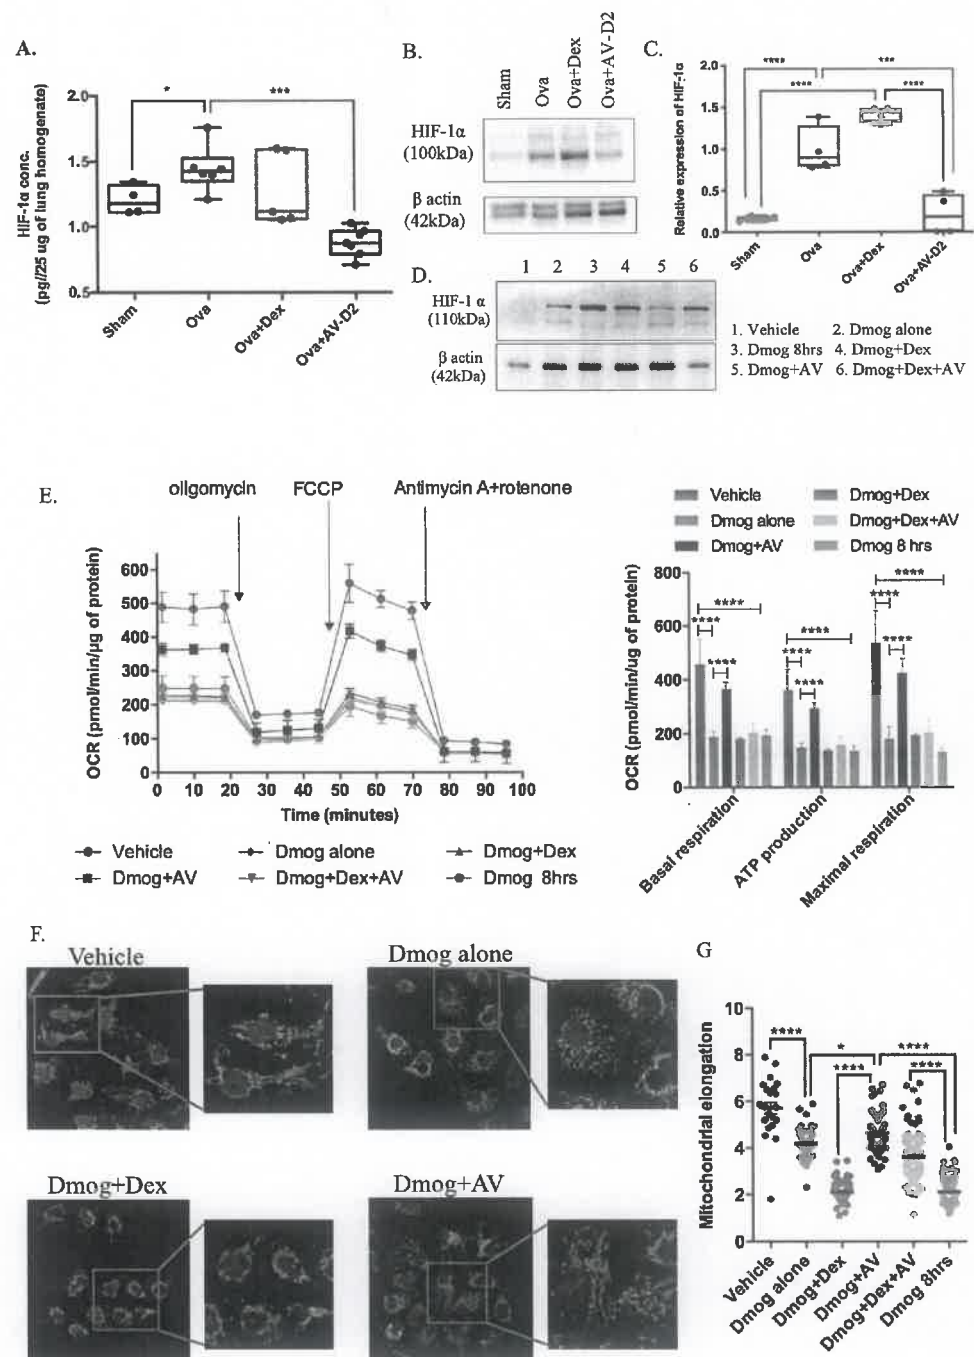 A.
HIF-1α conc.
(pg//25 ug of lung homogenate)
2.0
1.5
1.0
0.5
*
***
Sham
Ova
Ova+Dex
Ova+AV-D2
B.
Sham
Ova
Ova+Dex
Ova+AV-D2
HIF-1α
(100kDa)
β actin
(42kDa)
C.
Relative expression of HIF-1α
2.0
1.5
1.0
0.5
0.0
****
***
****
****
Sham
Ova
Ova+Dex
Ova+AV-D2
D.
1 2 3 4 5 6
HIF-1 α
(110kDa)
β actin
(42kDa)
1. Vehicle 2. Dmog alone
3. Dmog 8hrs 4. Dmog+Dex
5. Dmog+AV 6. Dmog+Dex+AV
E.
oligomycin FCCP Antimycin A+rotenone
OCR (pmol/min/µg of protein)
600
500
400
300
200
100
0
0 10 20 30 40 50 60 70 80 90 100
Time (minutes)
Vehicle Dmog alone Dmog+Dex
Dmog+AV Dmog+Dex+AV Dmog 8hrs
Vehicle Dmog+Dex
Dmog alone Dmog+Dex+AV
Dmog+AV Dmog 8 hrs
OCR (pmol/min/ug of protein)
800
600
400
200
0
****
****
****
****
****
****
****
****
****
Basal respiration
ATP production
Maximal respiration
F.
Vehicle
Dmog alone
Dmog+Dex
Dmog+AV
G
Mitochondrial elongation
10
8
6
4
2
0
****
*
****
****
****
Vehicle
Dmog alone
Dmog+Dex
Dmog+AV
Dmog+Dex+AV
Dmog 8hrs